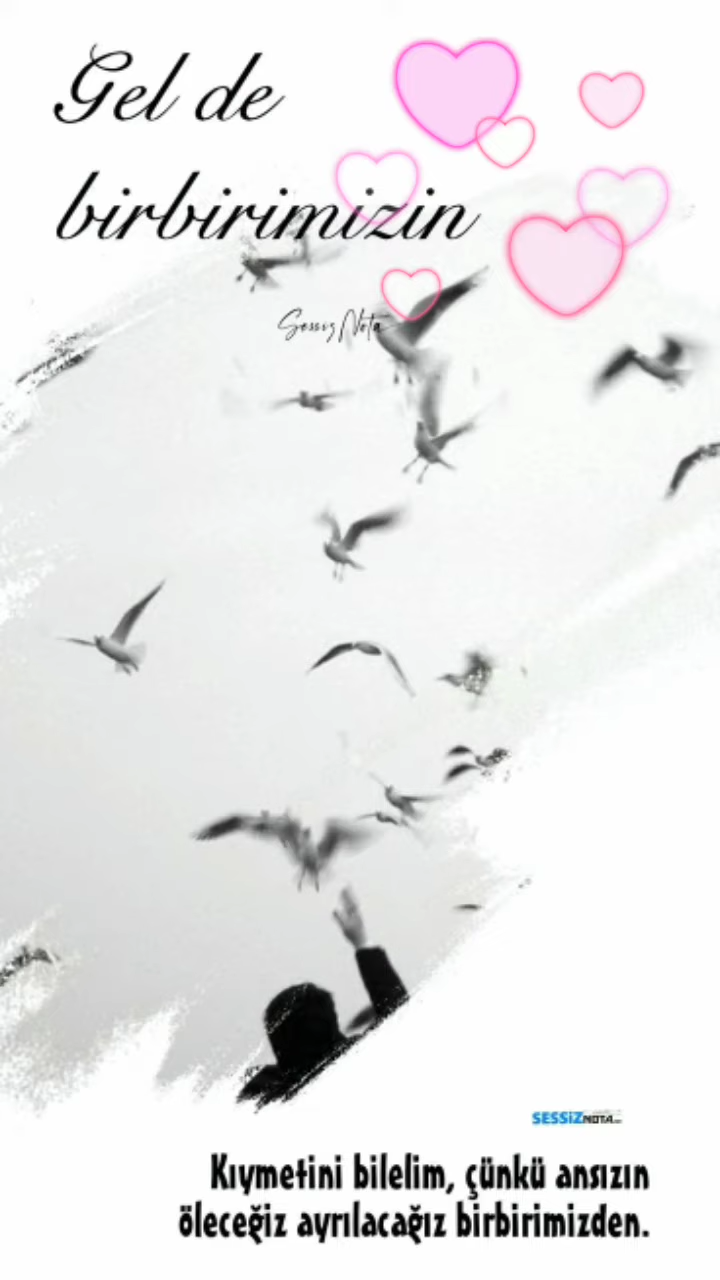 Gel de
birbirimizin
Sessiz Nota
SESSİZNOTA
Kıymetini bilelim, çünkü ansızın
öleceğiz ayrılacağız birbirimizden.